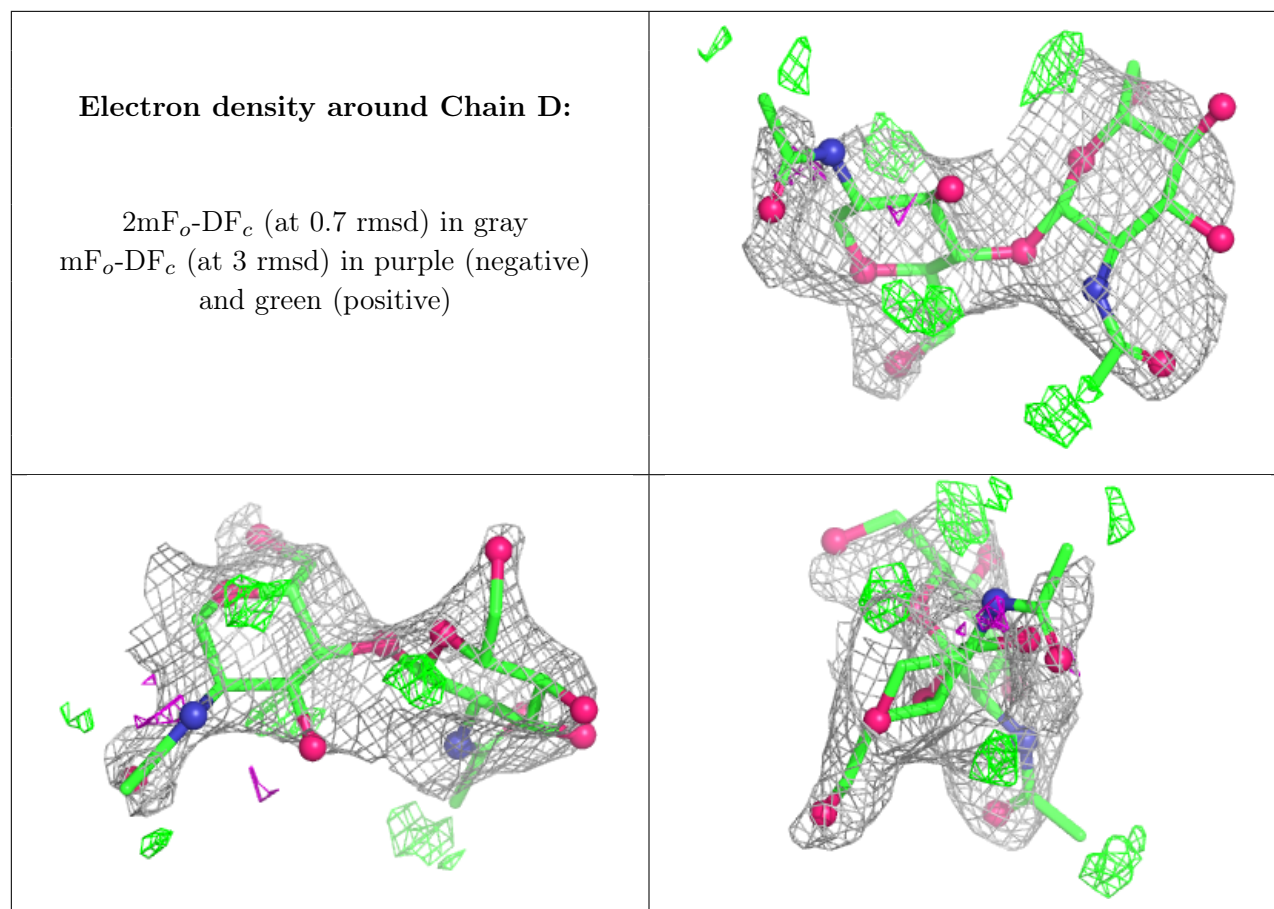 Electron density around Chain D:
2mFₒ-DF𝒸 (at 0.7 rmsd) in gray
mFₒ-DF𝒸 (at 3 rmsd) in purple (negative)
and green (positive)